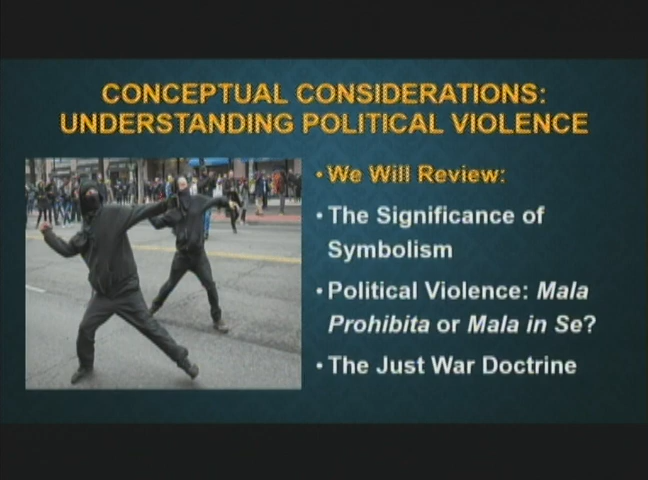 CONCEPTUAL CONSIDERATIONS:
UNDERSTANDING POLITICAL VIOLENCE
• We Will Review:
• The Significance of
Symbolism
• Political Violence: Mala
Prohibita or Mala in Se?
• The Just War Doctrine